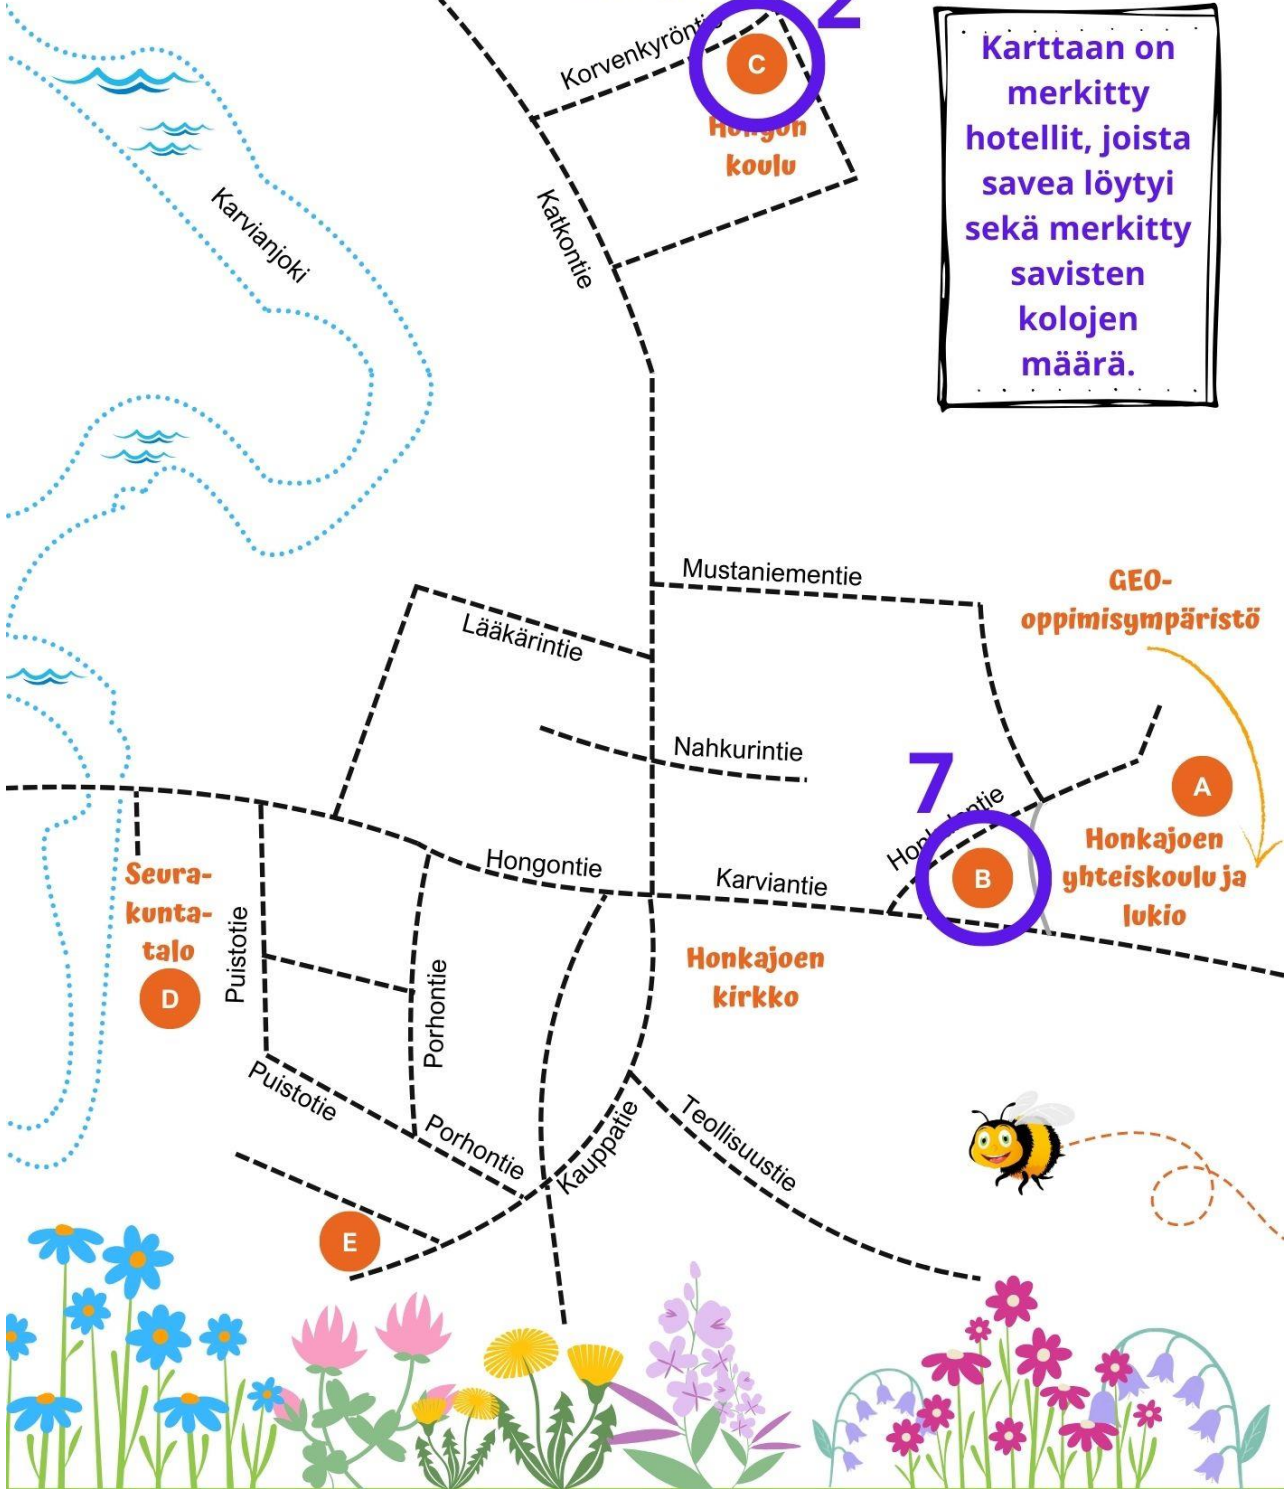 2
Karttaan on
merkitty
hotellit, joista
savea löytyi
sekä merkitty
savisten
kolojen
määrä.
Korvenkyröntie
C
Hongon
koulu
Karvianjoki
Katkontie
Mustaniementie
GEO-
oppimisympäristö
Lääkärintie
Nahkurintie
7
A
Honkajoen
yhteiskoulu ja
lukio
B
Hongontie
Karviantie
Seura-
kunta-
talo
D
Puistotie
Porhontie
Honkajoen
kirkko
Puistotie
Porhontie
Kauppatie
Teollisuustie
E